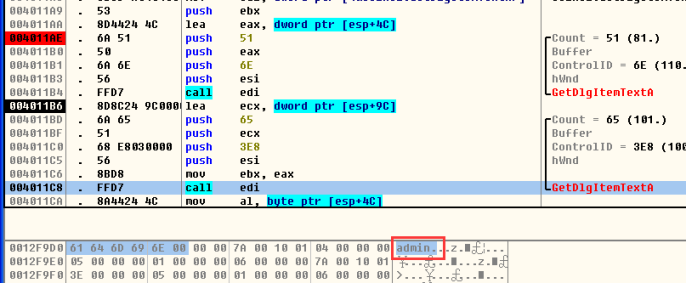 004011A9 . 53 push ebx
004011AA . 8D4424 4C lea eax, dword ptr [esp+4C]
004011AE . 6A 51 push 51 Count = 51 (81.)
004011B0 . 50 push eax Buffer
004011B1 . 6A 6E push 6E ControlID = 6E (110.
004011B3 . 56 push esi hWnd
004011B4 . FFD7 call edi GetDlgItemTextA
004011B6 . 8D8C24 9C000 lea ecx, dword ptr [esp+9C]
004011BD . 6A 65 push 65 Count = 65 (101.)
004011BF . 51 push ecx Buffer
004011C0 . 68 E8030000 push 3E8 ControlID = 3E8 (100
004011C5 . 56 push esi hWnd
004011C6 . 8BD8 mov ebx, eax
004011C8 . FFD7 call edi GetDlgItemTextA
004011CA . 8A4424 4C mov al, byte ptr [esp+4C]
0012F9D0 61 64 6D 69 6E 00 00 00 7A 00 10 01 04 00 00 00 admin...z.
0012F9E0 05 00 00 00 01 00 00 00 06 00 00 00 7A 00 10 01
0012F9F0 3E 00 00 00 05 00 00 00 01 00 00 00 06 00 00 00